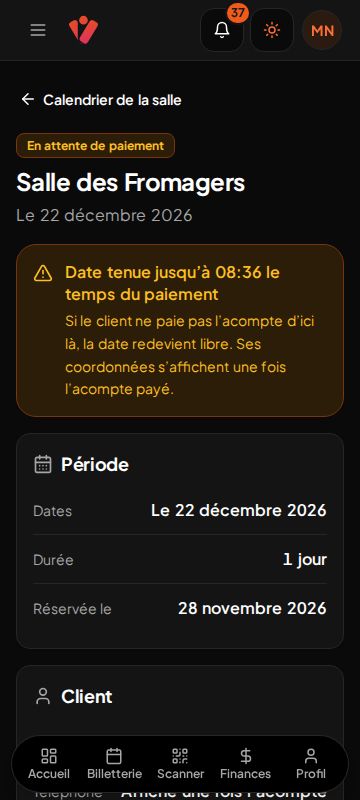 37
MN
Calendrier de la salle
En attente de paiement
Salle des Fromagers
Le 22 décembre 2026
Date tenue jusqu’à 08:36 le
temps du paiement
Si le client ne paie pas l’acompte d’ici
là, la date redevient libre. Ses
coordonnées s’affichent une fois
l’acompte payé.
Période
Dates Le 22 décembre 2026
Durée 1 jour
Réservée le 28 novembre 2026
Client
Accueil Billetterie Scanner Finances Profil